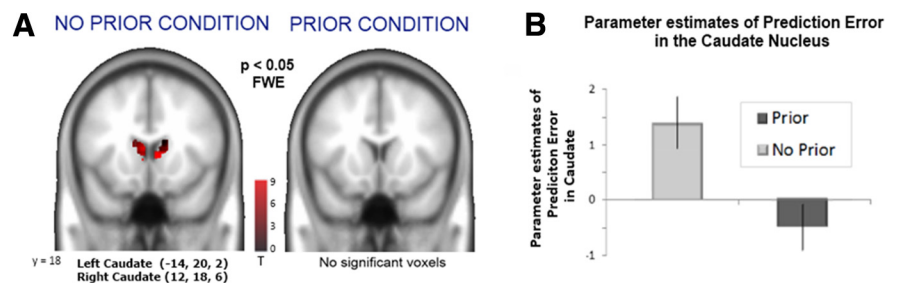 A
NO PRIOR CONDITION
PRIOR CONDITION
p < 0.05
FWE
9
6
3
0
T
y = 18
Left Caudate (-14, 20, 2)
Right Caudate (12, 18, 6)
No significant voxels
B
Parameter estimates of Prediction Error
in the Caudate Nucleus
Parameter estimates of
Prediciton Error
in Caudate
2
1
0
-1
Prior
No Prior